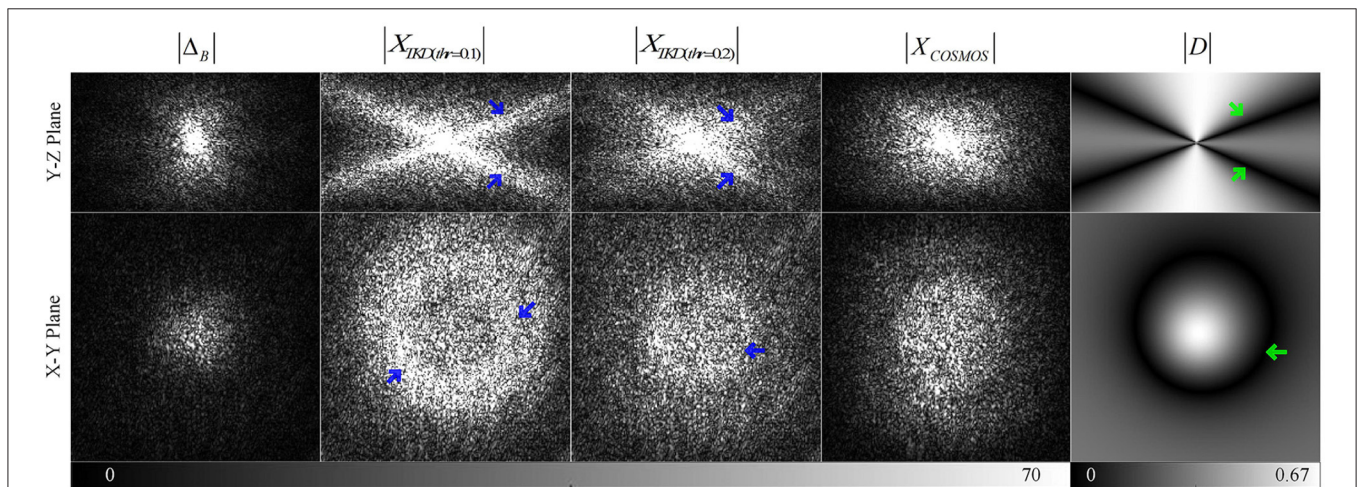 |Δ_B| |X_TKD(thr=0.1)| |X_TKD(thr=0.2)| |X_COSMOS| |D|
Y-Z Plane
X-Y Plane
0 70 0 0.67